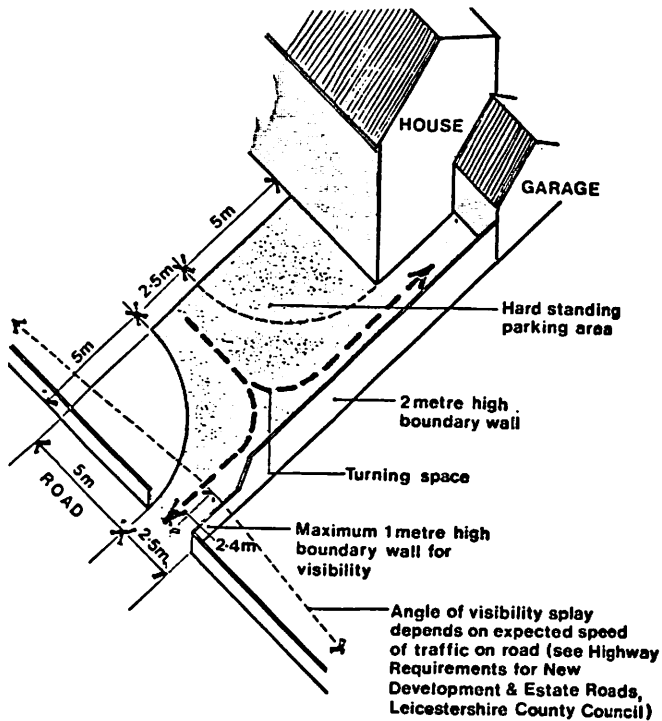 HOUSE
GARAGE
5m
2·5m
5m
Hard standing
parking area
2 metre high
boundary wall
Turning space
5m
ROAD
2·5m
2·4m
Maximum 1 metre high
boundary wall for
visibility
Angle of visibility splay
depends on expected speed
of traffic on road (see Highway
Requirements for New
Development & Estate Roads,
Leicestershire County Council)